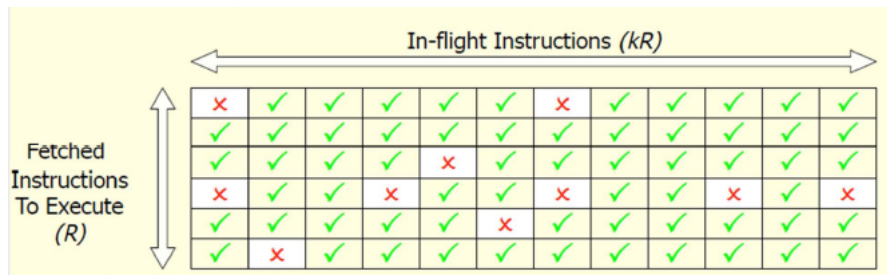 In-flight Instructions (kR)
Fetched
Instructions
To Execute
(R)